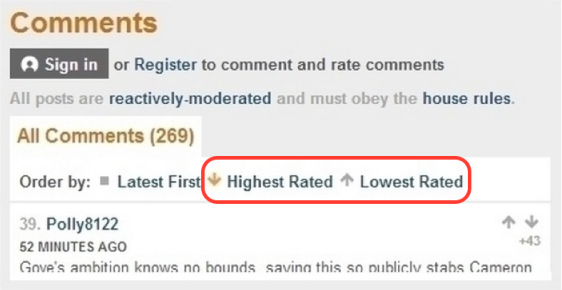 Comments
Sign in or Register to comment and rate comments
All posts are reactively-moderated and must obey the house rules.
All Comments (269)
Order by: Latest First Highest Rated Lowest Rated
39. Polly8122
52 MINUTES AGO
+43
Gove's ambition knows no bounds, saying this so publicly stabs Cameron